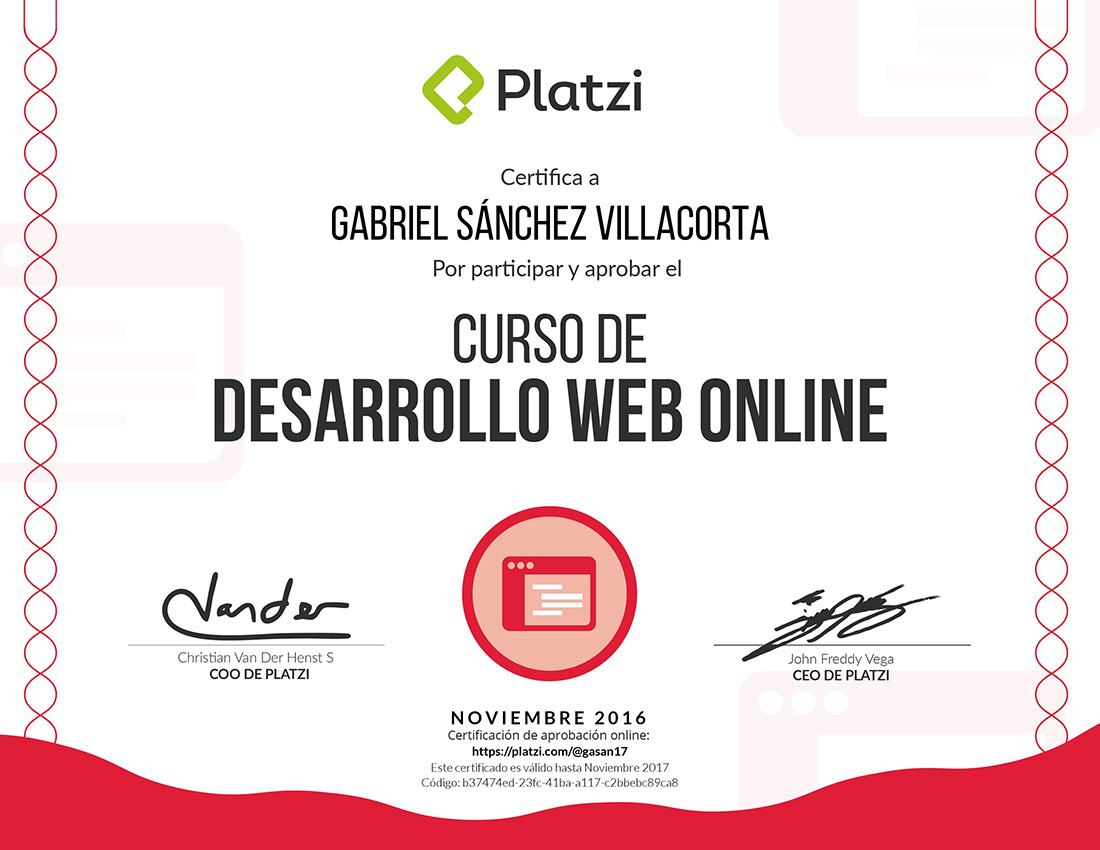 Platzi
Certifica a
GABRIEL SÁNCHEZ VILLACORTA
Por participar y aprobar el
CURSO DE
DESARROLLO WEB ONLINE
Vander
Christian Van Der Henst S
COO DE PLATZI
John Freddy Vega
CEO DE PLATZI
NOVIEMBRE 2016
Certificación de aprobación online:
https://platzi.com/@gasan17
Este certificado es válido hasta Noviembre 2017
Código: b37474ed-23fc-41ba-a117-c2bbebc89ca8